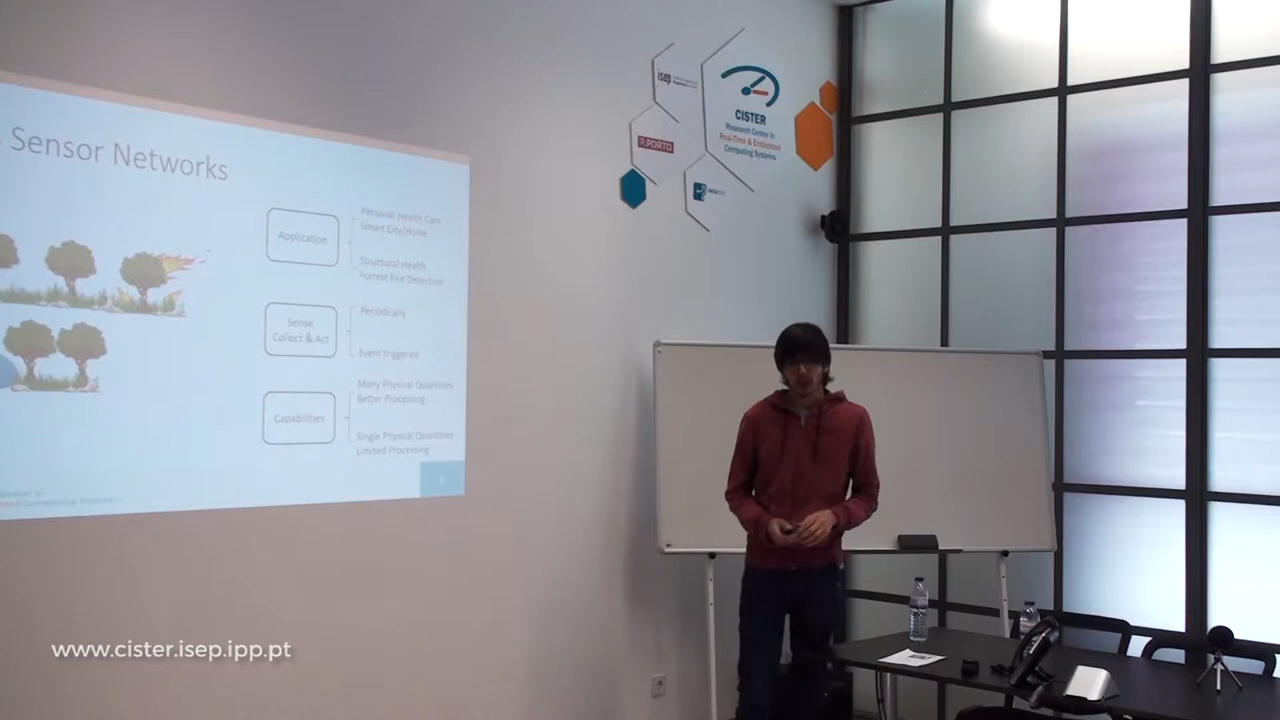 Sensor Networks
Application
Personal Health Care
Smart City/Home
Structural Health
Forrest Fire Detection
Sense,
Collect & Act
Periodically
Event triggered
Capabilities
Many Physical Quantities
Better Processing
Single Physical Quantities
Limited Processing
isep
CISTER
Research Center in
Real-Time & Embedded
Computing Systems
P.PORTO
www.cister.isep.ipp.pt